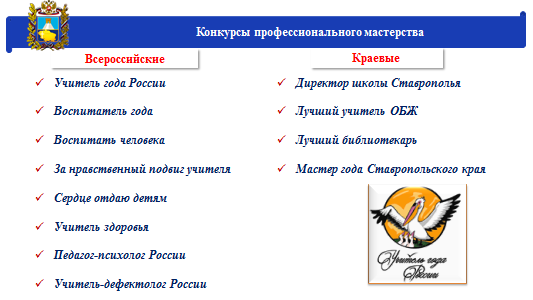 Конкурсы профессионального мастерства
Всероссийские
Учитель года России
Воспитатель года
Воспитать человека
За нравственный подвиг учителя
Сердце отдаю детям
Учитель здоровья
Педагог-психолог России
Учитель-дефектолог России
Краевые
Директор школы Ставрополья
Лучший учитель ОБЖ
Лучший библиотекарь
Мастер года Ставропольского края
Учитель года
России